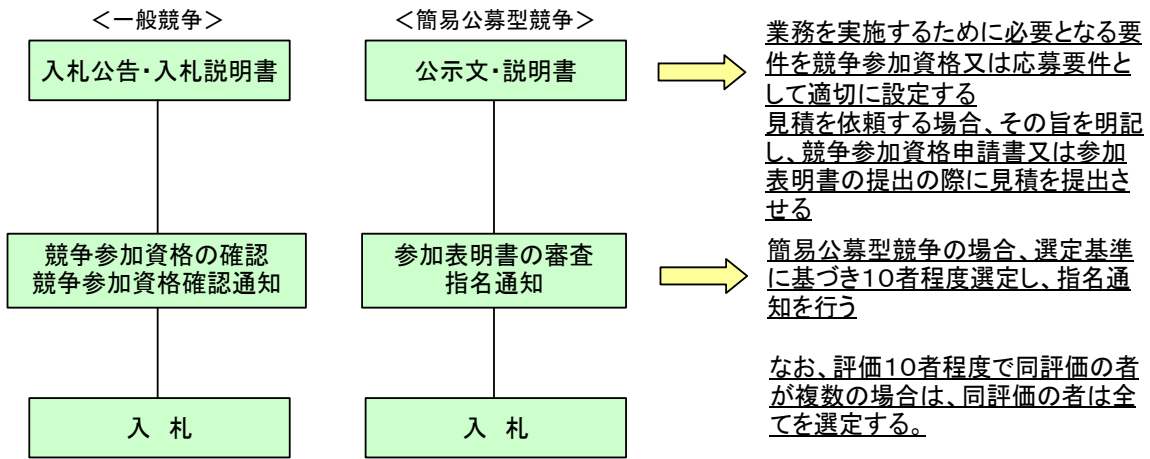 ＜一般競争＞
＜簡易公募型競争＞
入札公告・入札説明書
公示文・説明書
業務を実施するために必要となる要
件を競争参加資格又は応募要件と
して適切に設定する
見積を依頼する場合、その旨を明記
し、競争参加資格申請書又は参加
表明書の提出の際に見積を提出さ
せる
競争参加資格の確認
競争参加資格確認通知
参加表明書の審査
指名通知
簡易公募型競争の場合、選定基準
に基づき１０者程度選定し、指名通
知を行う
なお、評価１０者程度で同評価の者
が複数の場合は、同評価の者は全
てを選定する。
入　札
入　札